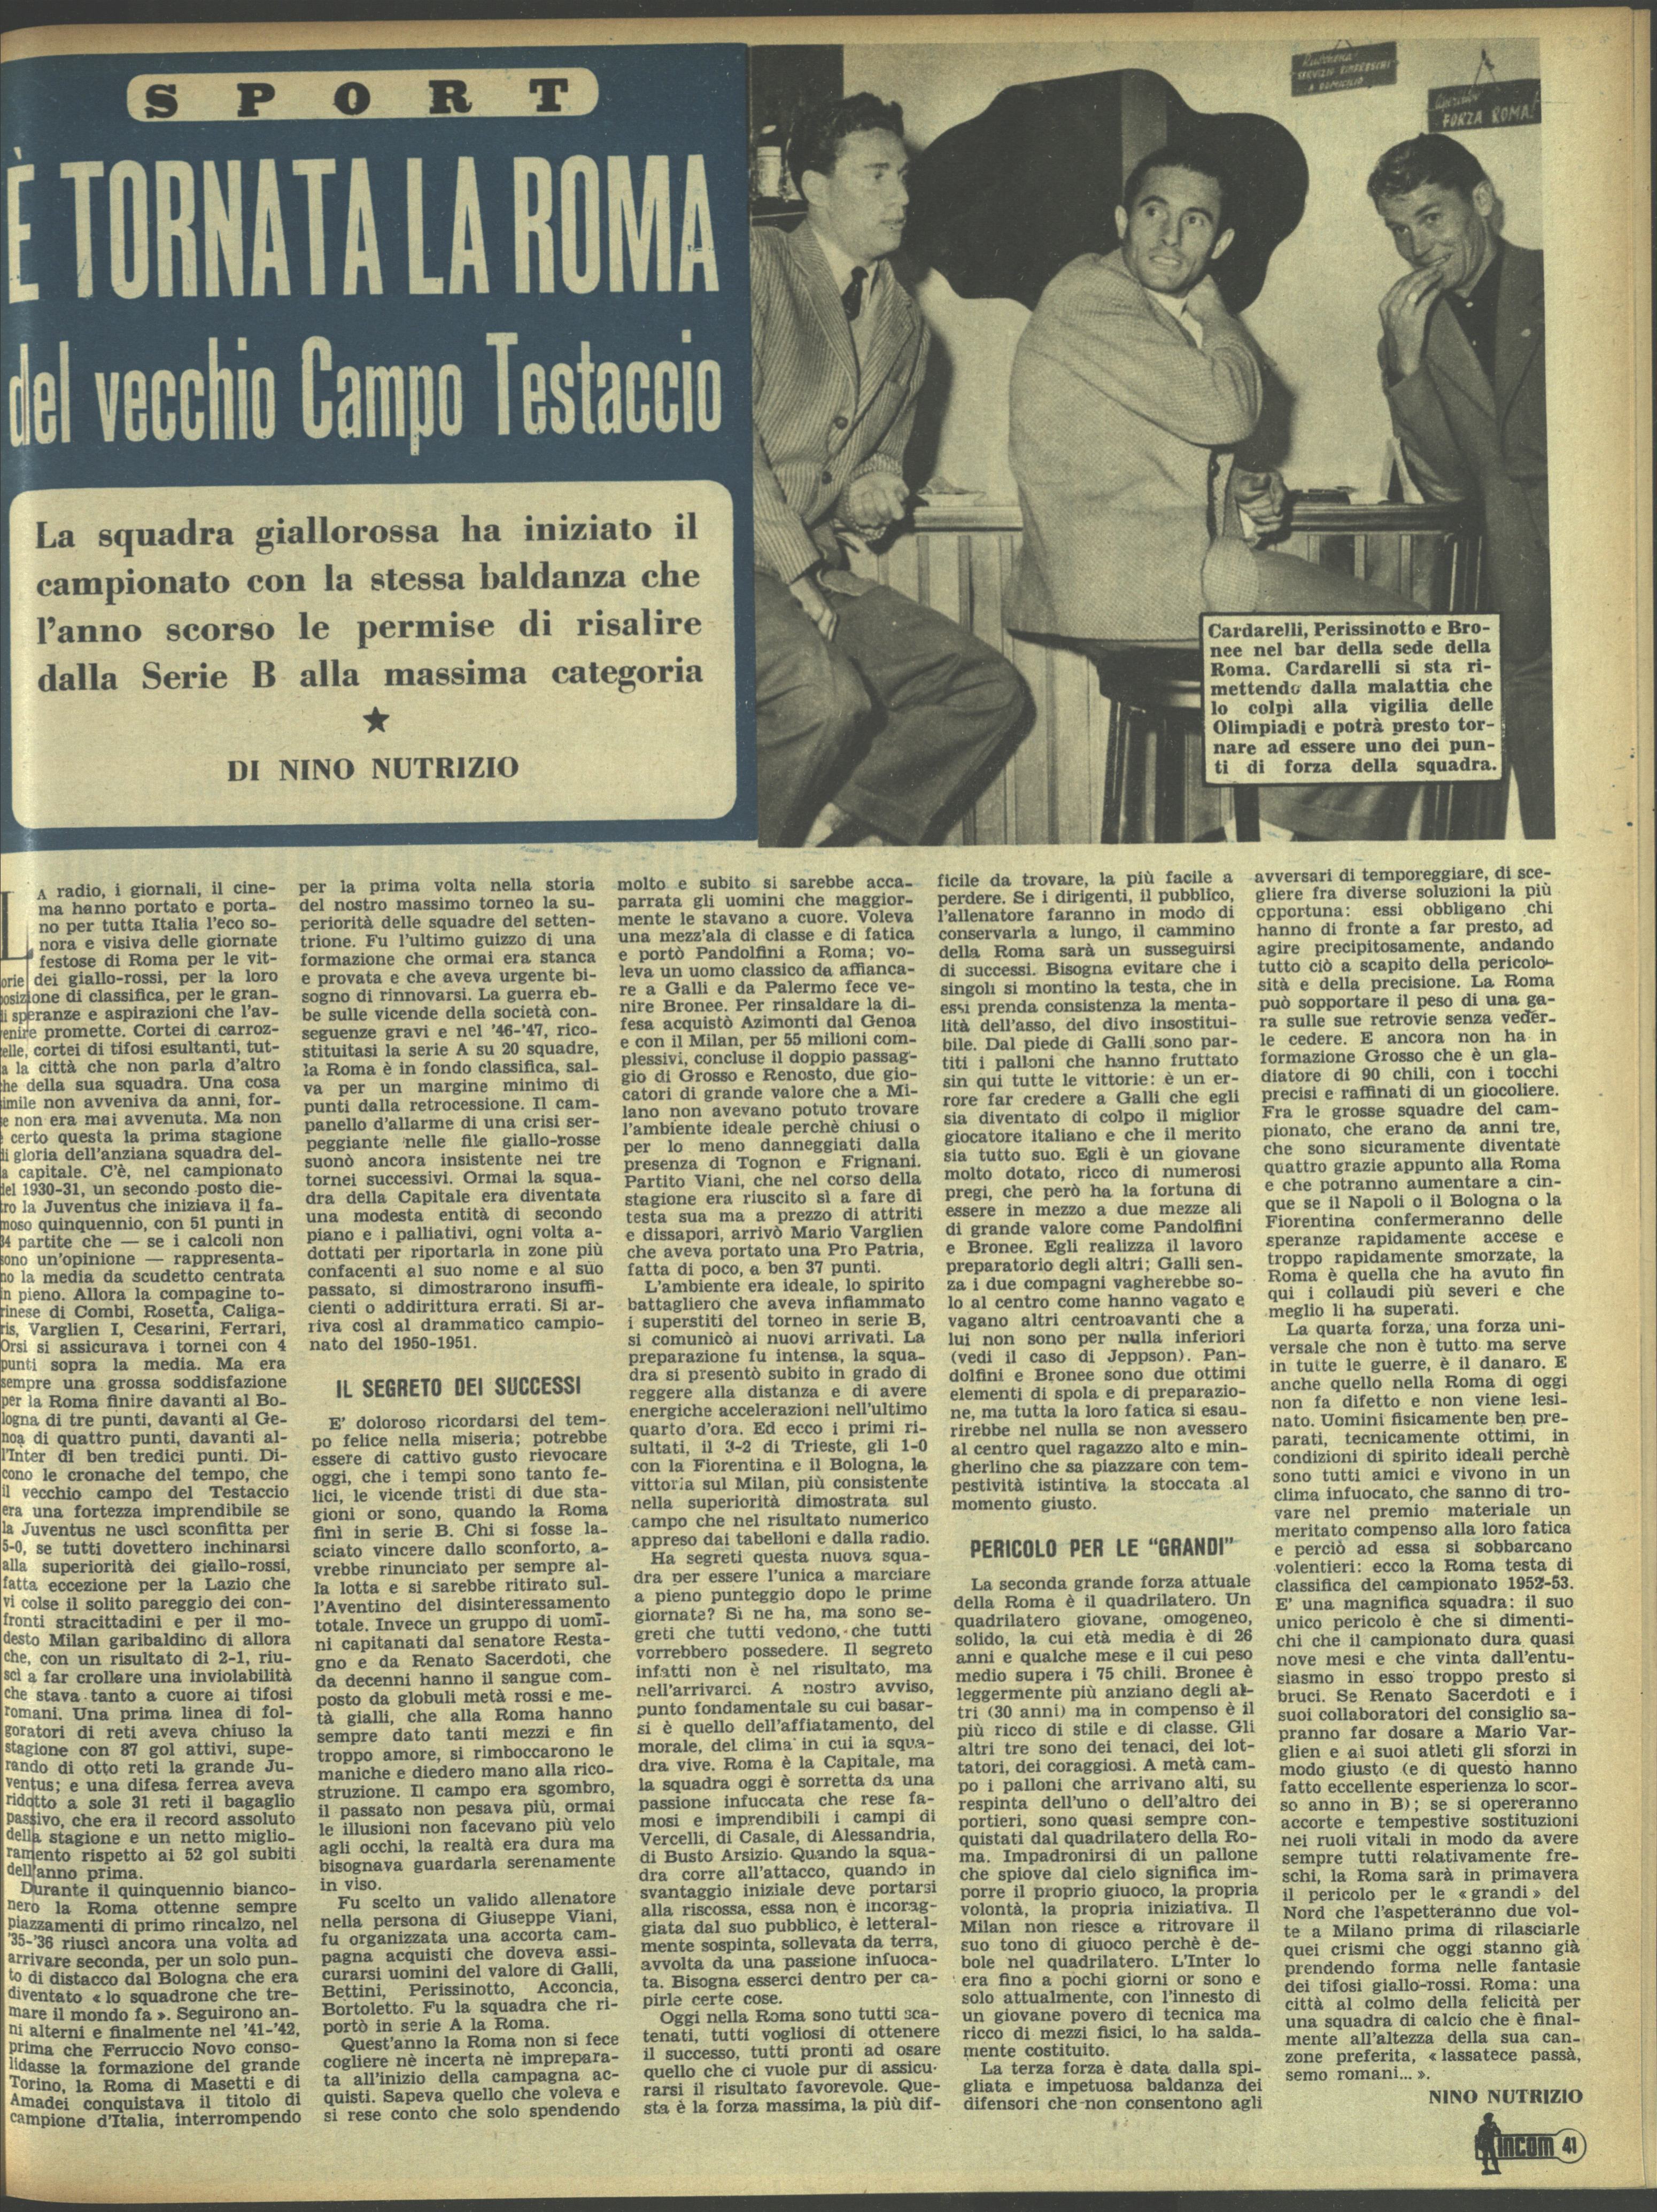 SPORT
È TORNATA LA ROMA
del vecchio Campo Testaccio
La squadra giallorossa ha iniziato il
campionato con la stessa baldanza che
l'anno scorso le permise di risalire
dalla Serie B alla massima categoria
★
DI NINO NUTRIZIO
SERVIZIO RINFRESCHI
A DOMICILIO
FORZA ROMA!
Cardarelli, Perissinotto e Bro-
nee nel bar della sede della
Roma. Cardarelli si sta ri-
mettendo dalla malattia che
lo colpì alla vigilia delle
Olimpiadi e potrà presto tor-
nare ad essere uno dei pun-
ti di forza della squadra.
LA radio, i giornali, il cine-
ma hanno portato e porta-
no per tutta Italia l'eco so-
nora e visiva delle giornate
festose di Roma per le vit-
orie dei giallo-rossi, per la loro
posizione di classifica, per le gran-
di speranze e aspirazioni che l'av-
venire promette. Cortei di carroz-
elle, cortei di tifosi esultanti, tut-
a la città che non parla d'altro
che della sua squadra. Una cosa
simile non avveniva da anni, for-
se non era mai avvenuta. Ma non
è certo questa la prima stagione
di gloria dell'anziana squadra del-
la capitale. C'è, nel campionato
del 1930-31, un secondo posto die-
tro la Juventus che iniziava il fa-
moso quinquennio, con 51 punti in
34 partite che — se i calcoli non
sono un'opinione — rappresenta-
no la media da scudetto centrata
in pieno. Allora la compagine to-
rinese di Combi, Rosetta, Caliga-
ris, Varglien I, Cesarini, Ferrari,
Orsi si assicurava i tornei con 4
punti sopra la media. Ma era
sempre una grossa soddisfazione
per la Roma finire davanti al Bo-
logna di tre punti, davanti al Ge-
noa di quattro punti, davanti al-
l'Inter di ben tredici punti. Di-
cono le cronache del tempo, che
il vecchio campo del Testaccio
era una fortezza imprendibile se
la Juventus ne uscì sconfitta per
5-0, se tutti dovettero inchinarsi
alla superiorità dei giallo-rossi,
fatta eccezione per la Lazio che
vi colse il solito pareggio dei con-
fronti stracittadini e per il mo-
desto Milan garibaldino di allora
che, con un risultato di 2-1, riu-
scì a far crollare una inviolabilità
che stava tanto a cuore ai tifosi
romani. Una prima linea di fol-
goratori di reti aveva chiuso la
stagione con 87 gol attivi, supe-
rando di otto reti la grande Ju-
ventus; e una difesa ferrea aveva
ridotto a sole 31 reti il bagaglio
passivo, che era il record assoluto
della stagione e un netto miglio-
ramento rispetto ai 52 gol subiti
dell'anno prima.
Durante il quinquennio bianco-
nero la Roma ottenne sempre
piazzamenti di primo rincalzo, nel
'35-'36 riuscì ancora una volta ad
arrivare seconda, per un solo pun-
to di distacco dal Bologna che era
diventato « lo squadrone che tre-
mare il mondo fa ». Seguirono an-
ni alterni e finalmente nel '41-'42,
prima che Ferruccio Novo conso-
lidasse la formazione del grande
Torino, la Roma di Masetti e di
Amadei conquistava il titolo di
campione d'Italia, interrompendo
per la prima volta nella storia
del nostro massimo torneo la su-
periorità delle squadre del setten-
trione. Fu l'ultimo guizzo di una
formazione che ormai era stanca
e provata e che aveva urgente bi-
sogno di rinnovarsi. La guerra eb-
be sulle vicende della società con-
seguenze gravi e nel '46-'47, rico-
stituitasi la serie A su 20 squadre,
la Roma è in fondo classifica, sal-
va per un margine minimo di
punti dalla retrocessione. Il cam-
panello d'allarme di una crisi ser-
peggiante nelle file giallo-rosse
suonò ancora insistente nei tre
tornei successivi. Ormai la squa-
dra della Capitale era diventata
una modesta entità di secondo
piano e i palliativi, ogni volta a-
dottati per riportarla in zone più
confacenti al suo nome e al suo
passato, si dimostrarono insuffi-
cienti o addirittura errati. Si ar-
riva così al drammatico campio-
nato del 1950-1951.
IL SEGRETO DEI SUCCESSI
E' doloroso ricordarsi del tem-
po felice nella miseria; potrebbe
essere di cattivo gusto rievocare
oggi, che i tempi sono tanto fe-
lici, le vicende tristi di due sta-
gioni or sono, quando la Roma
finì in serie B. Chi si fosse la-
sciato vincere dallo sconforto, a-
vrebbe rinunciato per sempre al-
la lotta e si sarebbe ritirato sul-
l'Aventino del disinteressamento
totale. Invece un gruppo di uomi-
ni capitanati dal senatore Resta-
gno e da Renato Sacerdoti, che
da decenni hanno il sangue com-
posto da globuli metà rossi e me-
tà gialli, che alla Roma hanno
sempre dato tanti mezzi e fin
troppo amore, si rimboccarono le
maniche e diedero mano alla rico-
struzione. Il campo era sgombro,
il passato non pesava più, ormai
le illusioni non facevano più velo
agli occhi, la realtà era dura ma
bisognava guardarla serenamente
in viso.
Fu scelto un valido allenatore
nella persona di Giuseppe Viani,
fu organizzata una accorta cam-
pagna acquisti che doveva assi-
curarsi uomini del valore di Galli,
Bettini, Perissinotto, Acconcia,
Bortoletto. Fu la squadra che ri-
portò in serie A la Roma.
Quest'anno la Roma non si fece
cogliere nè incerta nè imprepara-
ta all'inizio della campagna ac-
quisti. Sapeva quello che voleva e
si rese conto che solo spendendo
molto e subito si sarebbe acca-
parrata gli uomini che maggior-
mente le stavano a cuore. Voleva
una mezz'ala di classe e di fatica
e portò Pandolfini a Roma; vo-
leva un uomo classico da affianca-
re a Galli e da Palermo fece ve-
nire Bronee. Per rinsaldare la di-
fesa acquistò Azimonti dal Genoa
e con il Milan, per 55 milioni com-
plessivi, concluse il doppio passag-
gio di Grosso e Renosto, due gio-
catori di grande valore che a Mi-
lano non avevano potuto trovare
l'ambiente ideale perchè chiusi o
per lo meno danneggiati dalla
presenza di Tognon e Frignani.
Partito Viani, che nel corso della
stagione era riuscito sì a fare di
testa sua ma a prezzo di attriti
e dissapori, arrivò Mario Varglien
che aveva portato una Pro Patria,
fatta di poco, a ben 37 punti.
L'ambiente era ideale, lo spirito
battagliero che aveva infiammato
i superstiti del torneo in serie B,
si comunicò ai nuovi arrivati. La
preparazione fu intensa, la squa-
dra si presentò subito in grado di
reggere alla distanza e di avere
energiche accelerazioni nell'ultimo
quarto d'ora. Ed ecco i primi ri-
sultati, il 3-2 di Trieste, gli 1-0
con la Fiorentina e il Bologna, la
vittoria sul Milan, più consistente
nella superiorità dimostrata sul
campo che nel risultato numerico
appreso dai tabelloni e dalla radio.
Ha segreti questa nuova squa-
dra per essere l'unica a marciare
a pieno punteggio dopo le prime
giornate? Sì ne ha, ma sono se-
greti che tutti vedono, che tutti
vorrebbero possedere. Il segreto
infatti non è nel risultato, ma
nell'arrivarci. A nostro avviso,
punto fondamentale su cui basar-
si è quello dell'affiatamento, del
morale, del clima in cui la squa-
dra vive. Roma è la Capitale, ma
la squadra oggi è sorretta da una
passione infuocata che rese fa-
mosi e imprendibili i campi di
Vercelli, di Casale, di Alessandria,
di Busto Arsizio. Quando la squa-
dra corre all'attacco, quando in
svantaggio iniziale deve portarsi
alla riscossa, essa non è incorag-
giata dal suo pubblico, è letteral-
mente sospinta, sollevata da terra,
avvolta da una passione infuoca-
ta. Bisogna esserci dentro per ca-
pirle certe cose.
Oggi nella Roma sono tutti sca-
tenati, tutti vogliosi di ottenere
il successo, tutti pronti ad osare
quello che ci vuole pur di assicu-
rarsi il risultato favorevole. Que-
sta è la forza massima, la più dif-
ficile da trovare, la più facile a
perdere. Se i dirigenti, il pubblico,
l'allenatore faranno in modo di
conservarla a lungo, il cammino
della Roma sarà un susseguirsi
di successi. Bisogna evitare che i
singoli si montino la testa, che in
essi prenda consistenza la menta-
lità dell'asso, del divo insostitui-
bile. Dal piede di Galli sono par-
titi i palloni che hanno fruttato
sin qui tutte le vittorie: è un er-
rore far credere a Galli che egli
sia diventato di colpo il miglior
giocatore italiano e che il merito
sia tutto suo. Egli è un giovane
molto dotato, ricco di numerosi
pregi, che però ha la fortuna di
essere in mezzo a due mezze ali
di grande valore come Pandolfini
e Bronee. Egli realizza il lavoro
preparatorio degli altri; Galli sen-
za i due compagni vagherebbe so-
lo al centro come hanno vagato e
vagano altri centroavanti che a
lui non sono per nulla inferiori
(vedi il caso di Jeppson). Pan-
dolfini e Bronee sono due ottimi
elementi di spola e di preparazio-
ne, ma tutta la loro fatica si esau-
rirebbe nel nulla se non avessero
al centro quel ragazzo alto e min-
gherlino che sa piazzare con tem-
pestività istintiva la stoccata al
momento giusto.
PERICOLO PER LE "GRANDI"
La seconda grande forza attuale
della Roma è il quadrilatero. Un
quadrilatero giovane, omogeneo,
solido, la cui età media è di 26
anni e qualche mese e il cui peso
medio supera i 75 chili. Bronee è
leggermente più anziano degli al-
tri (30 anni) ma in compenso è il
più ricco di stile e di classe. Gli
altri tre sono dei tenaci, dei lot-
tatori, dei coraggiosi. A metà cam-
po i palloni che arrivano alti, su
respinta dell'uno o dell'altro dei
portieri, sono quasi sempre con-
quistati dal quadrilatero della Ro-
ma. Impadronirsi di un pallone
che spiove dal cielo significa im-
porre il proprio giuoco, la propria
volontà, la propria iniziativa. Il
Milan non riesce a ritrovare il
suo tono di giuoco perchè è de-
bole nel quadrilatero. L'Inter lo
era fino a pochi giorni or sono e
solo attualmente, con l'innesto di
un giovane povero di tecnica ma
ricco di mezzi fisici, lo ha salda-
mente costituito.
La terza forza è data dalla spi-
gliata e impetuosa baldanza dei
difensori che non consentono agli
avversari di temporeggiare, di sce-
gliere fra diverse soluzioni la più
opportuna: essi obbligano chi
hanno di fronte a far presto, ad
agire precipitosamente, andando
tutto ciò a scapito della pericolo-
sità e della precisione. La Roma
può sopportare il peso di una ga-
ra sulle sue retrovie senza veder-
le cedere. E ancora non ha in
formazione Grosso che è un gla-
diatore di 90 chili, con i tocchi
precisi e raffinati di un giocoliere.
Fra le grosse squadre del cam-
pionato, che erano da anni tre,
che sono sicuramente diventate
quattro grazie appunto alla Roma
e che potranno aumentare a cin-
que se il Napoli o il Bologna o la
Fiorentina confermeranno delle
speranze rapidamente accese e
troppo rapidamente smorzate, la
Roma è quella che ha avuto fin
qui i collaudi più severi e che
meglio li ha superati.
La quarta forza, una forza uni-
versale che non è tutto ma serve
in tutte le guerre, è il danaro. E
anche quello nella Roma di oggi
non fa difetto e non viene lesi-
nato. Uomini fisicamente ben pre-
parati, tecnicamente ottimi, in
condizioni di spirito ideali perchè
sono tutti amici e vivono in un
clima infuocato, che sanno di tro-
vare nel premio materiale un
meritato compenso alla loro fatica
e perciò ad essa si sobbarcano
volentieri: ecco la Roma testa di
classifica del campionato 1952-53.
E' una magnifica squadra: il suo
unico pericolo è che si dimenti-
chi che il campionato dura quasi
nove mesi e che vinta dall'entu-
siasmo in esso troppo presto si
bruci. Se Renato Sacerdoti e i
suoi collaboratori del consiglio sa-
pranno far dosare a Mario Var-
glien e ai suoi atleti gli sforzi in
modo giusto (e di questo hanno
fatto eccellente esperienza lo scor-
so anno in B); se si opereranno
accorte e tempestive sostituzioni
nei ruoli vitali in modo da avere
sempre tutti relativamente fre-
schi, la Roma sarà in primavera
il pericolo per le « grandi » del
Nord che l'aspetteranno due vol-
te a Milano prima di rilasciarle
quei crismi che oggi stanno già
prendendo forma nelle fantasie
dei tifosi giallo-rossi. Roma: una
città al colmo della felicità per
una squadra di calcio che è final-
mente all'altezza della sua can-
zone preferita, « lassatece passà,
semo romani... ».
NINO NUTRIZIO
INCOM 41